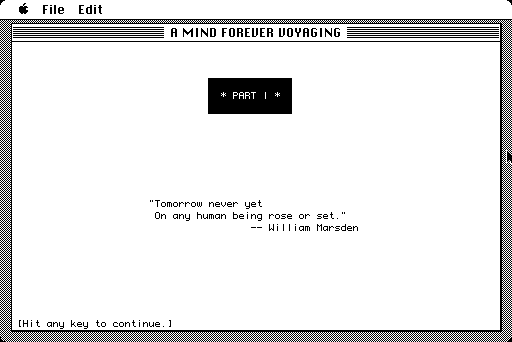 File Edit
A MIND FOREVER VOYAGING
* PART I *
"Tomorrow never yet
On any human being rose or set."
-- William Marsden
[Hit any key to continue.]